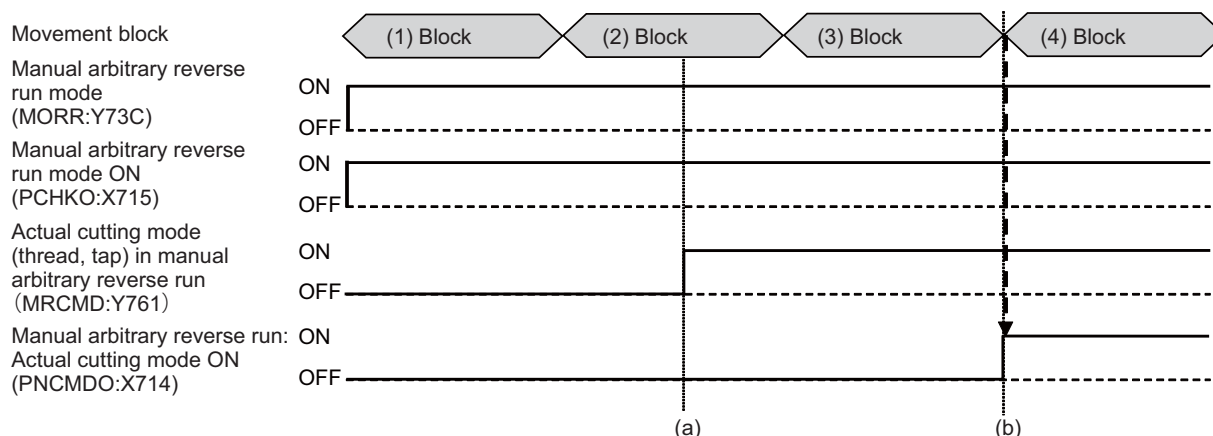 Movement block
(1) Block
(2) Block
(3) Block
(4) Block
Manual arbitrary reverse
run mode
(MORR:Y73C)
ON
OFF
Manual arbitrary reverse
run mode ON
(PCHKO:X715)
ON
OFF
Actual cutting mode
(thread, tap) in manual
arbitrary reverse run
（MRCMD:Y761）
ON
OFF
Manual arbitrary reverse run:
Actual cutting mode ON
(PNCMDO:X714)
ON
OFF
(a)
(b)